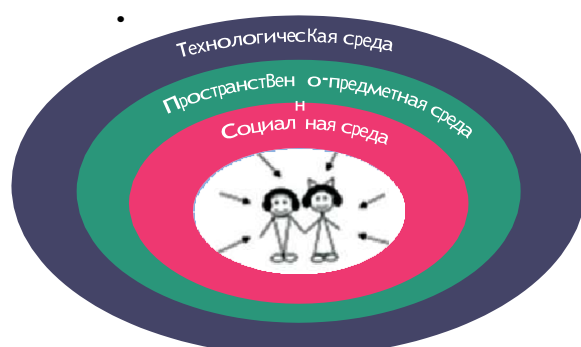 ТехнологичесКая среда
ПространстВен о-предметная среда
н
Социал ная среда